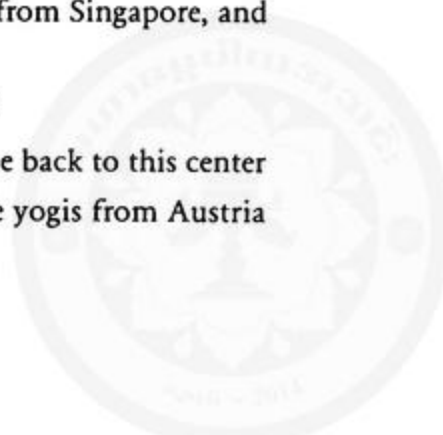 from Singapore, and
e back to this center
e yogis from Austria